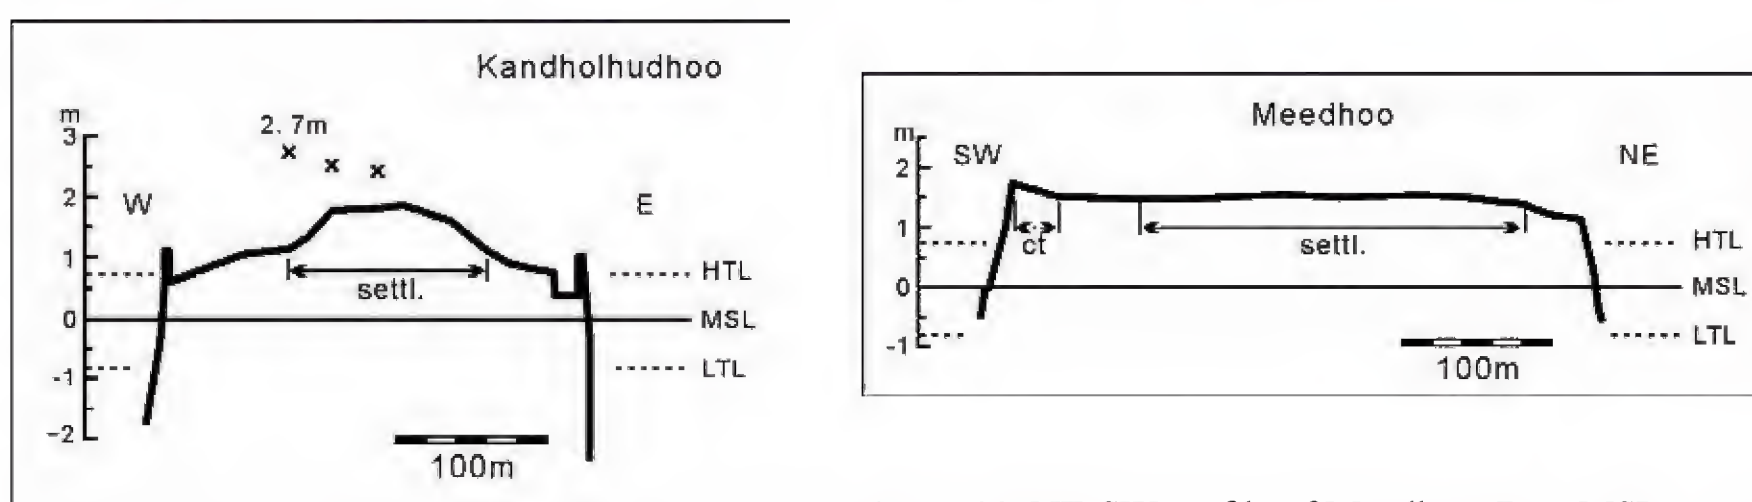 Kandholhudhoo
m
3
2.7m
2
W
E
1
HTL
settl.
0
MSL
-1
LTL
-2
100m
Meedhoo
m
SW
NE
2
1
ct
settl.
HTL
0
MSL
-1
LTL
100m